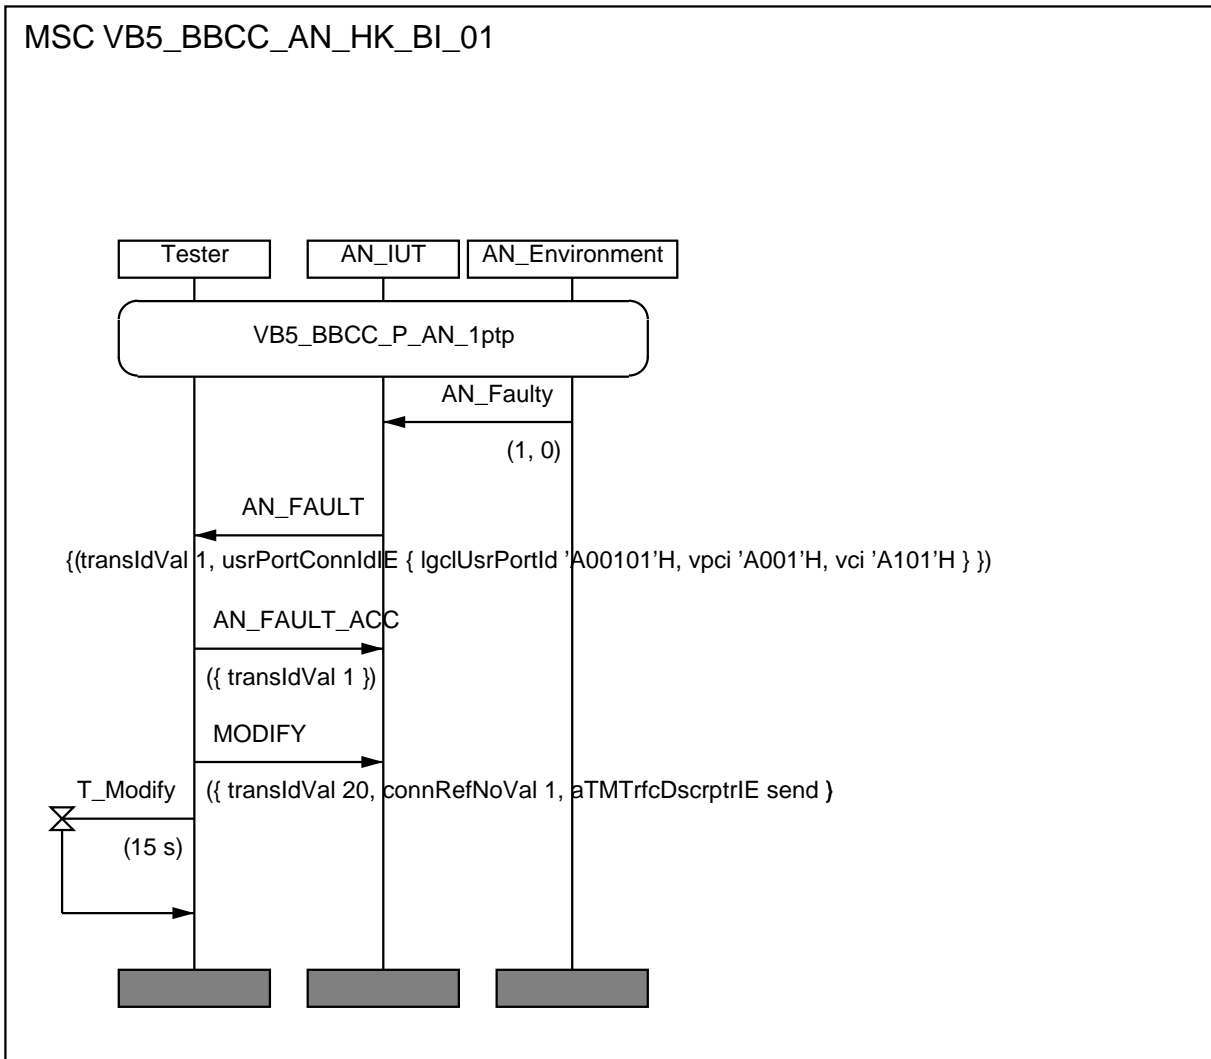 MSC VB5_BBCC_AN_HK_BI_01
Tester
AN_IUT
AN_Environment
VB5_BBCC_P_AN_1ptp
AN_Faulty
(1, 0)
AN_FAULT
{(transIdVal 1, usrPortConnIdIE { lgclUsrPortId ’A00101’H, vpci ’A001’H, vci ’A101’H } })
AN_FAULT_ACC
({ transIdVal 1 })
MODIFY
T_Modify
({ transIdVal 20, connRefNoVal 1, aTMTrfcDscrptrIE send }
(15 s)